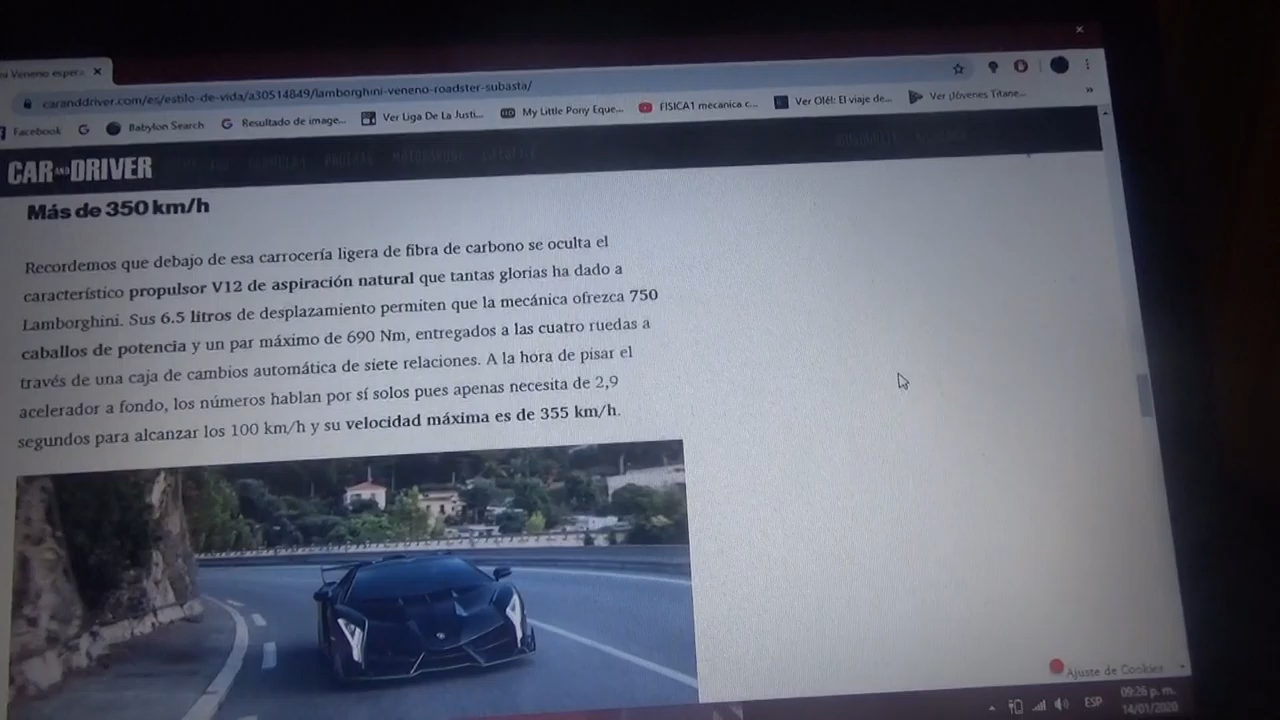 ni Veneno espera
caranddriver.com/es/estilo-de-vida/a30514849/lamborghini-veneno-roadster-subasta/
Facebook
Babylon Search
Resultado de image...
Ver Liga De La Justi...
My Little Pony Eque...
FISICA1 mecanica c...
Ver Olé!: El viaje de...
Ver ¡Jóvenes Titane...
CAR AND DRIVER
MOTORSPORT
Más de 350 km/h
Recordemos que debajo de esa carrocería ligera de fibra de carbono se oculta el
característico propulsor V12 de aspiración natural que tantas glorias ha dado a
Lamborghini. Sus 6.5 litros de desplazamiento permiten que la mecánica ofrezca 750
caballos de potencia y un par máximo de 690 Nm, entregados a las cuatro ruedas a
través de una caja de cambios automática de siete relaciones. A la hora de pisar el
acelerador a fondo, los números hablan por sí solos pues apenas necesita de 2,9
segundos para alcanzar los 100 km/h y su velocidad máxima es de 355 km/h.
Ajuste de Cookies
ESP
09:26 p. m.
14/01/2020